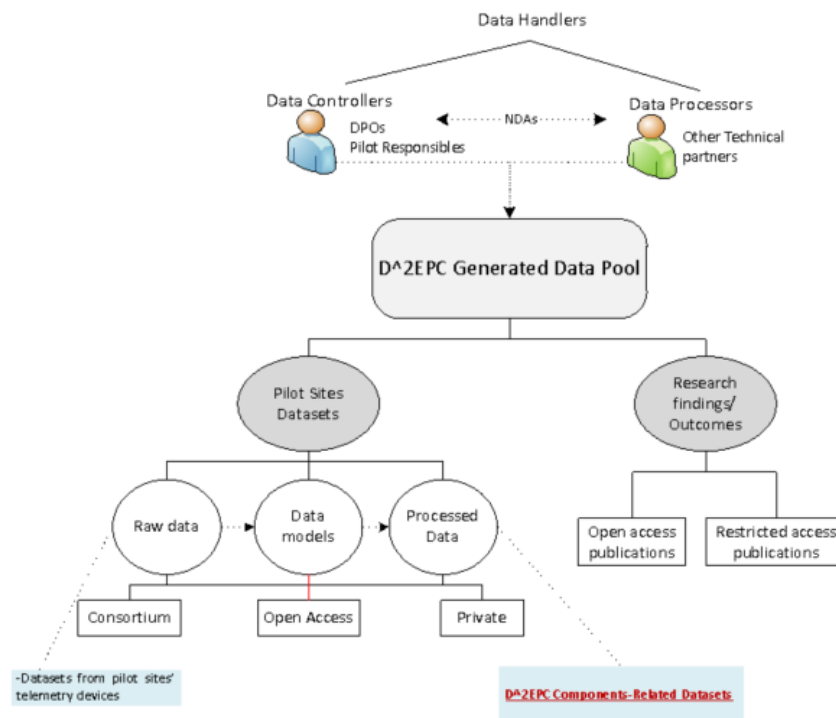 Data Handlers
Data Controllers
DPOs
Pilot Responsibles
NDAs
Data Processors
Other Technical
partners
D^2EPC Generated Data Pool
Pilot Sites
Datasets
Research
findings/
Outcomes
Raw data
Data
models
Processed
Data
Open access
publications
Restricted access
publications
Consortium
Open Access
Private
-Datasets from pilot sites'
telemetry devices
D^2EPC Components-Related Datasets